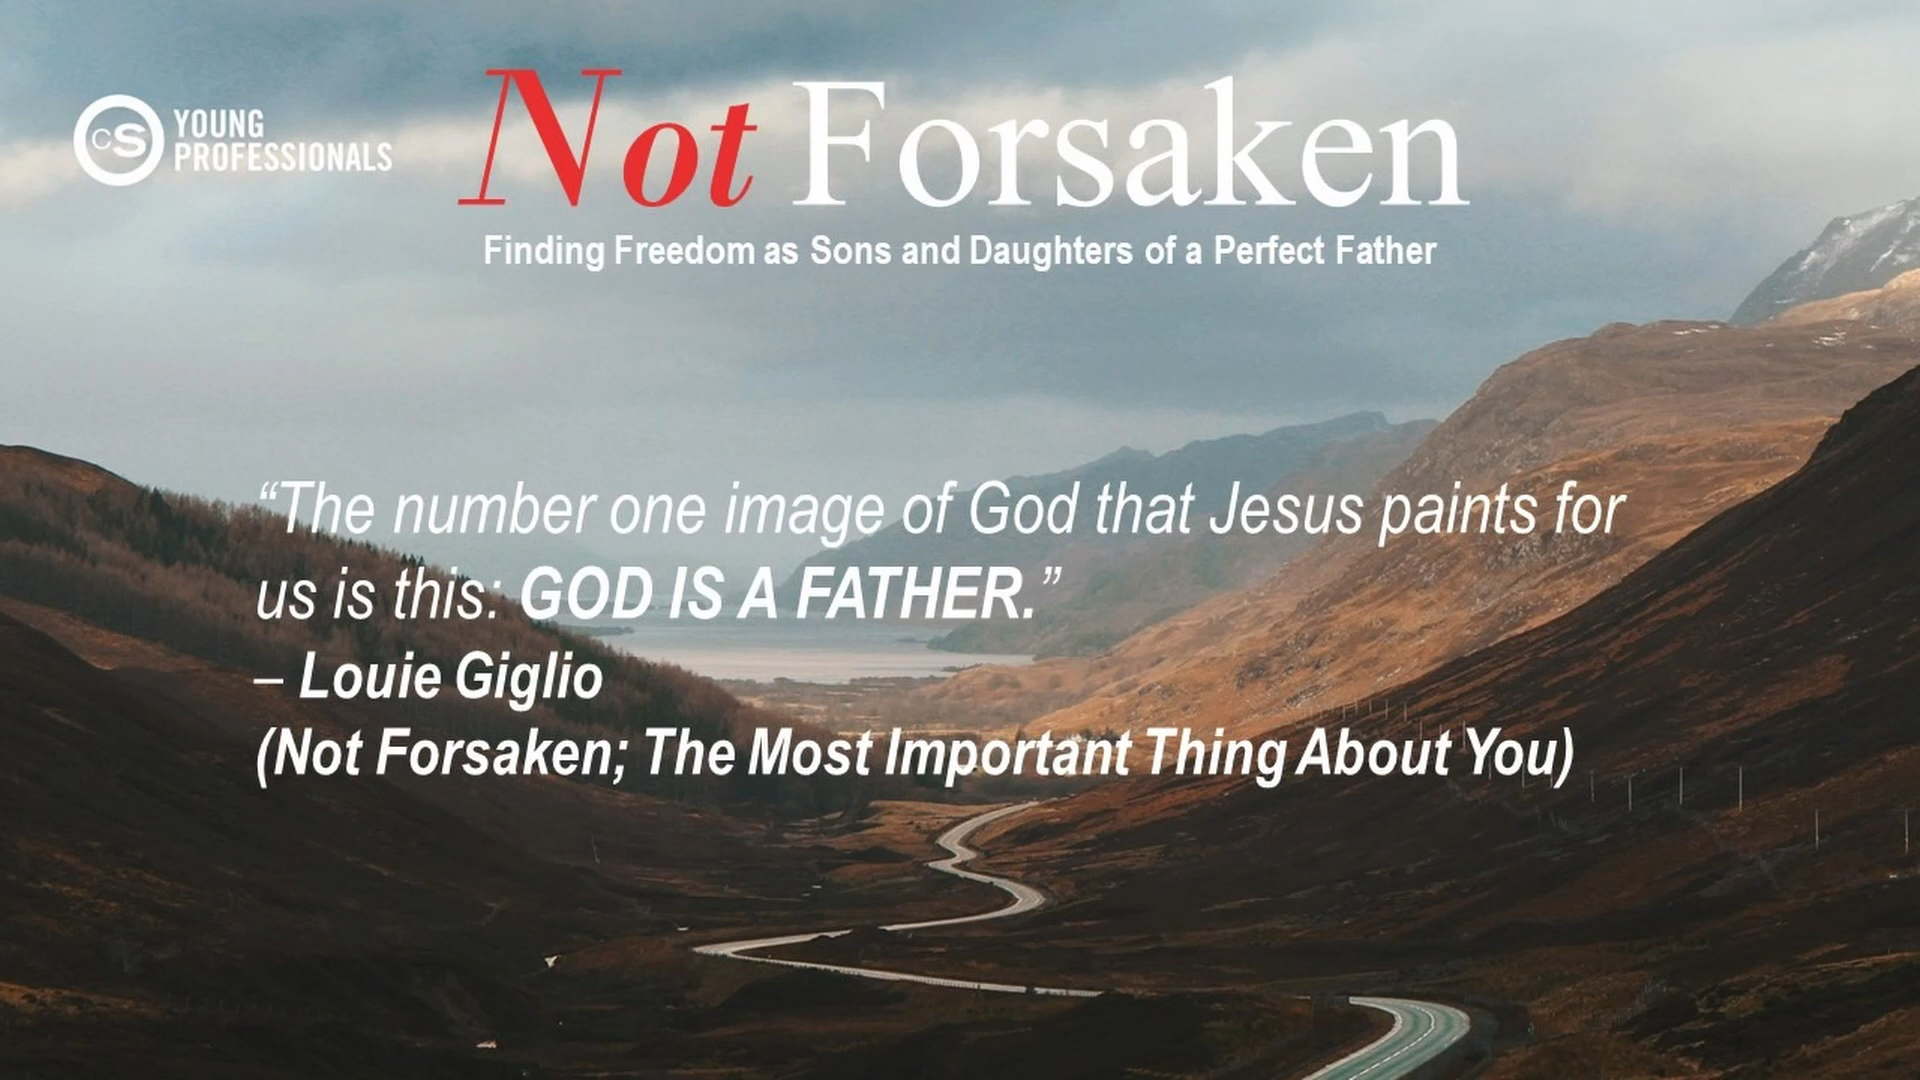 CS YOUNG
PROFESSIONALS
Not Forsaken
Finding Freedom as Sons and Daughters of a Perfect Father
“The number one image of God that Jesus paints for
us is this: GOD IS A FATHER.”
– Louie Giglio
(Not Forsaken; The Most Important Thing About You)